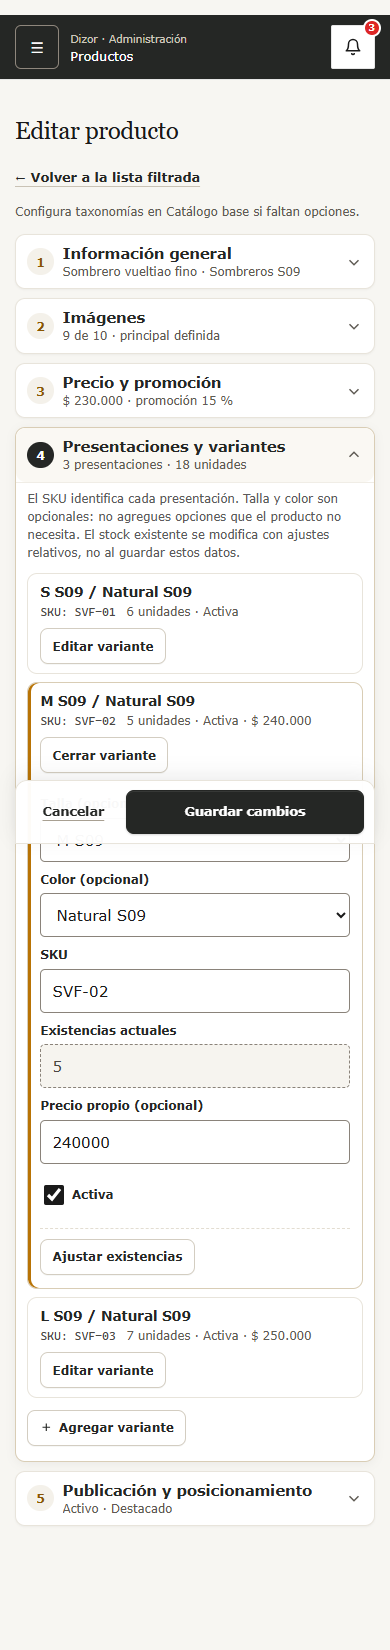 Dizor · Administración
Productos
3
Editar producto
← Volver a la lista filtrada
Configura taxonomías en Catálogo base si faltan opciones.
1
Información general
Sombrero vueltiao fino · Sombreros S09
2
Imágenes
9 de 10 · principal definida
3
Precio y promoción
$ 230.000 · promoción 15 %
4
Presentaciones y variantes
3 presentaciones · 18 unidades
El SKU identifica cada presentación. Talla y color son
opcionales: no agregues opciones que el producto no
necesita. El stock existente se modifica con ajustes
relativos, no al guardar estos datos.
S S09 / Natural S09
SKU: SVF-01 6 unidades · Activa
Editar variante
M S09 / Natural S09
SKU: SVF-02 5 unidades · Activa · $ 240.000
Cerrar variante
Cancelar
Guardar cambios
M S09
Color (opcional)
Natural S09
SKU
SVF-02
Existencias actuales
5
Precio propio (opcional)
240000
Activa
Ajustar existencias
L S09 / Natural S09
SKU: SVF-03 7 unidades · Activa · $ 250.000
Editar variante
+ Agregar variante
5
Publicación y posicionamiento
Activo · Destacado